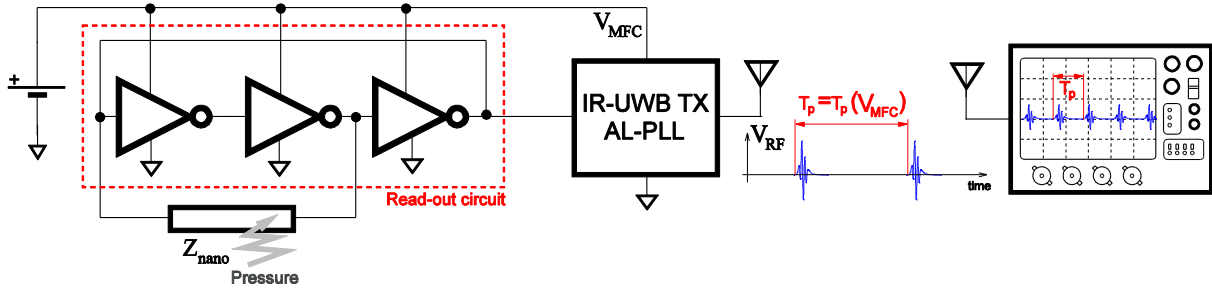 +
V_MFC
IR-UWB TX
AL-PLL
Read-out circuit
Z_nano
Pressure
T_p=T_p(V_MFC)
V_RF
time
T_p